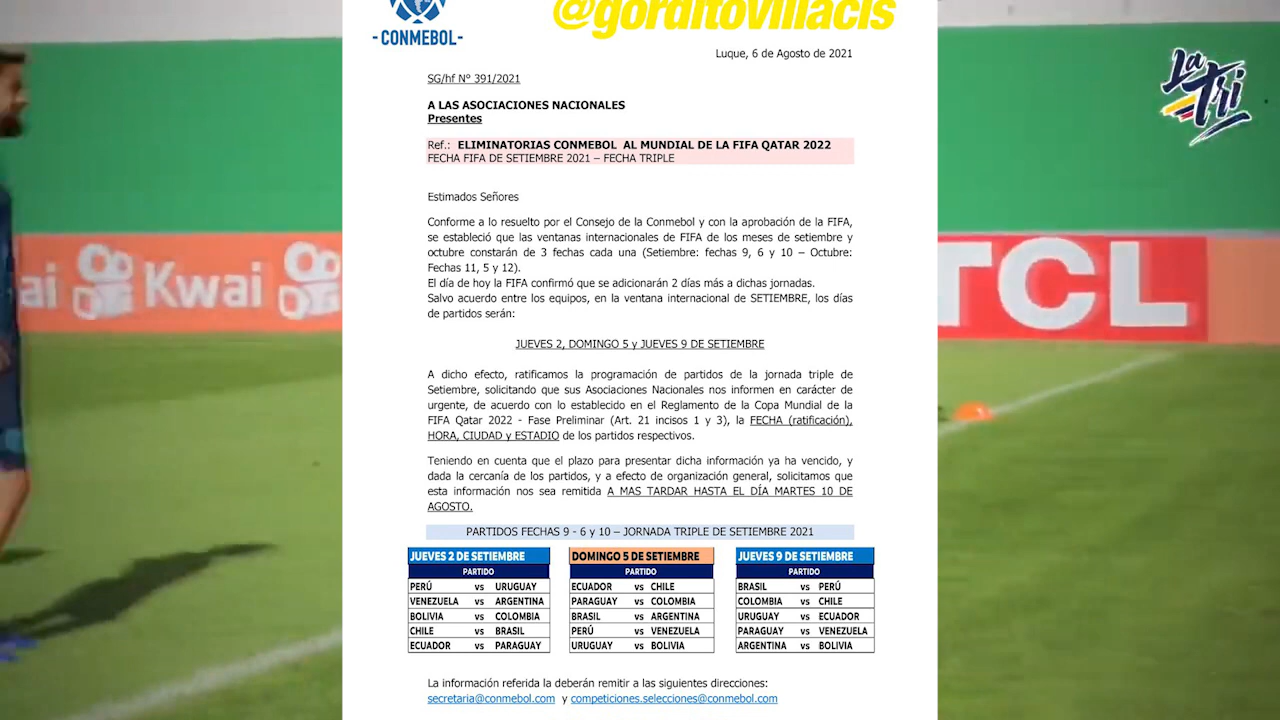 @gorditovillacis
-CONMEBOL-
Luque, 6 de Agosto de 2021
La Tri
SG/hf Nº 391/2021
A LAS ASOCIACIONES NACIONALES
Presentes
Ref.: ELIMINATORIAS CONMEBOL AL MUNDIAL DE LA FIFA QATAR 2022
FECHA FIFA DE SETIEMBRE 2021 – FECHA TRIPLE
Estimados Señores
Conforme a lo resuelto por el Consejo de la Conmebol y con la aprobación de la FIFA,
se estableció que las ventanas internacionales de FIFA de los meses de setiembre y
octubre constarán de 3 fechas cada una (Setiembre: fechas 9, 6 y 10 – Octubre:
Fechas 11, 5 y 12).
El día de hoy la FIFA confirmó que se adicionarán 2 días más a dichas jornadas.
Salvo acuerdo entre los equipos, en la ventana internacional de SETIEMBRE, los días
de partidos serán:
JUEVES 2, DOMINGO 5 y JUEVES 9 DE SETIEMBRE
A dicho efecto, ratificamos la programación de partidos de la jornada triple de
Setiembre, solicitando que sus Asociaciones Nacionales nos informen en carácter de
urgente, de acuerdo con lo establecido en el Reglamento de la Copa Mundial de la
FIFA Qatar 2022 - Fase Preliminar (Art. 21 incisos 1 y 3), la FECHA (ratificación),
HORA, CIUDAD y ESTADIO de los partidos respectivos.
Teniendo en cuenta que el plazo para presentar dicha información ya ha vencido, y
dada la cercanía de los partidos, y a efecto de organización general, solicitamos que
esta información nos sea remitida A MAS TARDAR HASTA EL DÍA MARTES 10 DE
AGOSTO.
PARTIDOS FECHAS 9 - 6 y 10 – JORNADA TRIPLE DE SETIEMBRE 2021
JUEVES 2 DE SETIEMBRE
PARTIDO
PERÚ vs URUGUAY
VENEZUELA vs ARGENTINA
BOLIVIA vs COLOMBIA
CHILE vs BRASIL
ECUADOR vs PARAGUAY
DOMINGO 5 DE SETIEMBRE
PARTIDO
ECUADOR vs CHILE
PARAGUAY vs COLOMBIA
BRASIL vs ARGENTINA
PERÚ vs VENEZUELA
URUGUAY vs BOLIVIA
JUEVES 9 DE SETIEMBRE
PARTIDO
BRASIL vs PERÚ
COLOMBIA vs CHILE
URUGUAY vs ECUADOR
PARAGUAY vs VENEZUELA
ARGENTINA vs BOLIVIA
La información referida la deberán remitir a las siguientes direcciones:
secretaria@conmebol.com y competiciones.selecciones@conmebol.com
ai Kwai
TCL